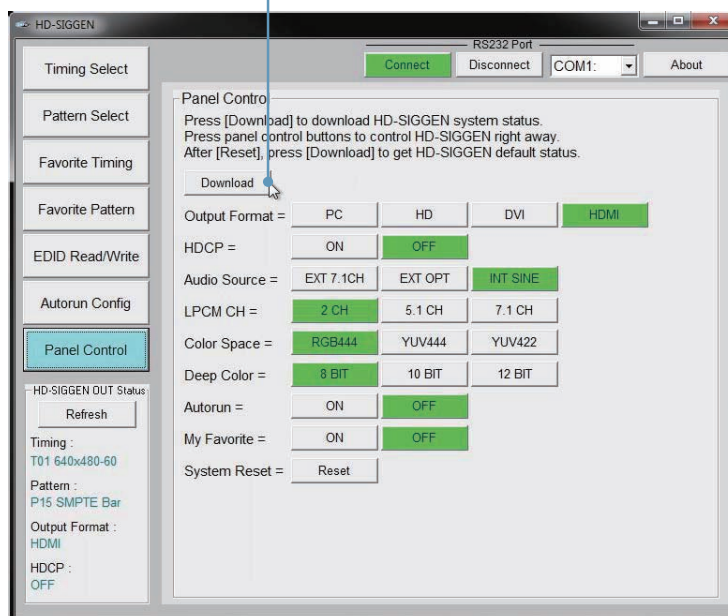 HD-SIGGEN
RS232 Port
Connect Disconnect COM1: About
Timing Select
Pattern Select
Favorite Timing
Favorite Pattern
EDID Read/Write
Autorun Config
Panel Control
HD-SIGGEN OUT Status
Refresh
Timing :
T01 640x480-60
Pattern :
P15 SMPTE Bar
Output Format :
HDMI
HDCP :
OFF
Panel Control
Press [Download] to download HD-SIGGEN system status.
Press panel control buttons to control HD-SIGGEN right away.
After [Reset], press [Download] to get HD-SIGGEN default status.
Download
Output Format = PC HD DVI HDMI
HDCP = ON OFF
Audio Source = EXT 7.1CH EXT OPT INT SINE
LPCM CH = 2 CH 5.1 CH 7.1 CH
Color Space = RGB444 YUV444 YUV422
Deep Color = 8 BIT 10 BIT 12 BIT
Autorun = ON OFF
My Favorite = ON OFF
System Reset = Reset